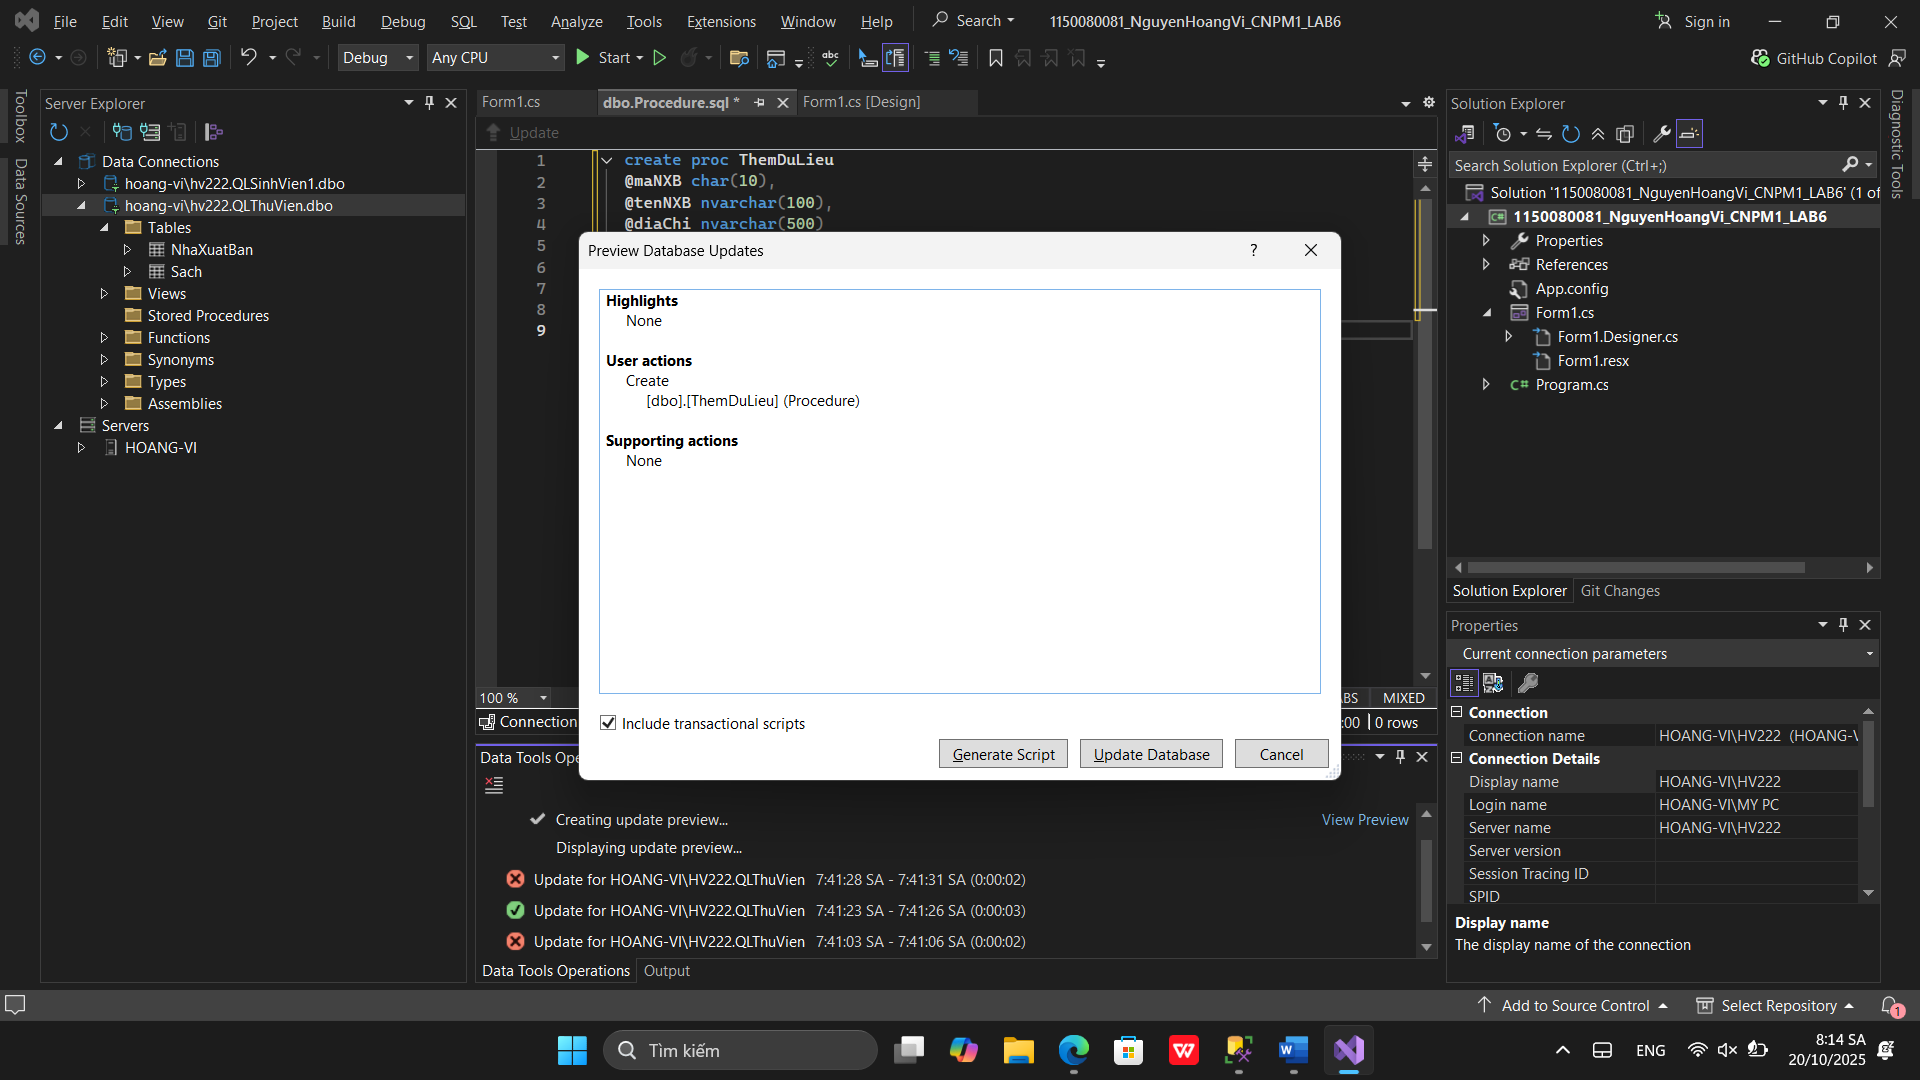 File Edit View Git Project Build Debug SQL Test Analyze Tools Extensions Window Help Search 1150080081_NguyenHoangVi_CNPM1_LAB6 Sign in
Debug Any CPU Start GitHub Copilot
Toolbox
Data Sources
Server Explorer
Data Connections
hoang-vi\hv222.QLSinhVien1.dbo
hoang-vi\hv222.QLThuVien.dbo
Tables
NhaXuatBan
Sach
Views
Stored Procedures
Functions
Synonyms
Types
Assemblies
Servers
HOANG-VI
Form1.cs dbo.Procedure.sql * Form1.cs [Design]
Update
1 create proc ThemDuLieu
2 @maNXB char(10),
3 @tenNXB nvarchar(100),
4 @diaChi nvarchar(500)
5
6
7
8
9
Preview Database Updates ?
Highlights
None
User actions
Create
[dbo].[ThemDuLieu] (Procedure)
Supporting actions
None
Include transactional scripts
Generate Script Update Database Cancel
100 % ABS MIXED
Connection :00 0 rows
Data Tools Ope
Creating update preview... View Preview
Displaying update preview...
Update for HOANG-VI\HV222.QLThuVien 7:41:28 SA - 7:41:31 SA (0:00:02)
Update for HOANG-VI\HV222.QLThuVien 7:41:23 SA - 7:41:26 SA (0:00:03)
Update for HOANG-VI\HV222.QLThuVien 7:41:03 SA - 7:41:06 SA (0:00:02)
Data Tools Operations Output
Solution Explorer
Search Solution Explorer (Ctrl+;)
Solution '1150080081_NguyenHoangVi_CNPM1_LAB6' (1 of
1150080081_NguyenHoangVi_CNPM1_LAB6
Properties
References
App.config
Form1.cs
Form1.Designer.cs
Form1.resx
C# Program.cs
Solution Explorer Git Changes
Diagnostic Tools
Properties
Current connection parameters
Connection
Connection name HOANG-VI\HV222 (HOANG-V
Connection Details
Display name HOANG-VI\HV222
Login name HOANG-VI\MY PC
Server name HOANG-VI\HV222
Server version
Session Tracing ID
SPID
Display name
The display name of the connection
Add to Source Control Select Repository 1
Tìm kiếm ENG 8:14 SA
20/10/2025